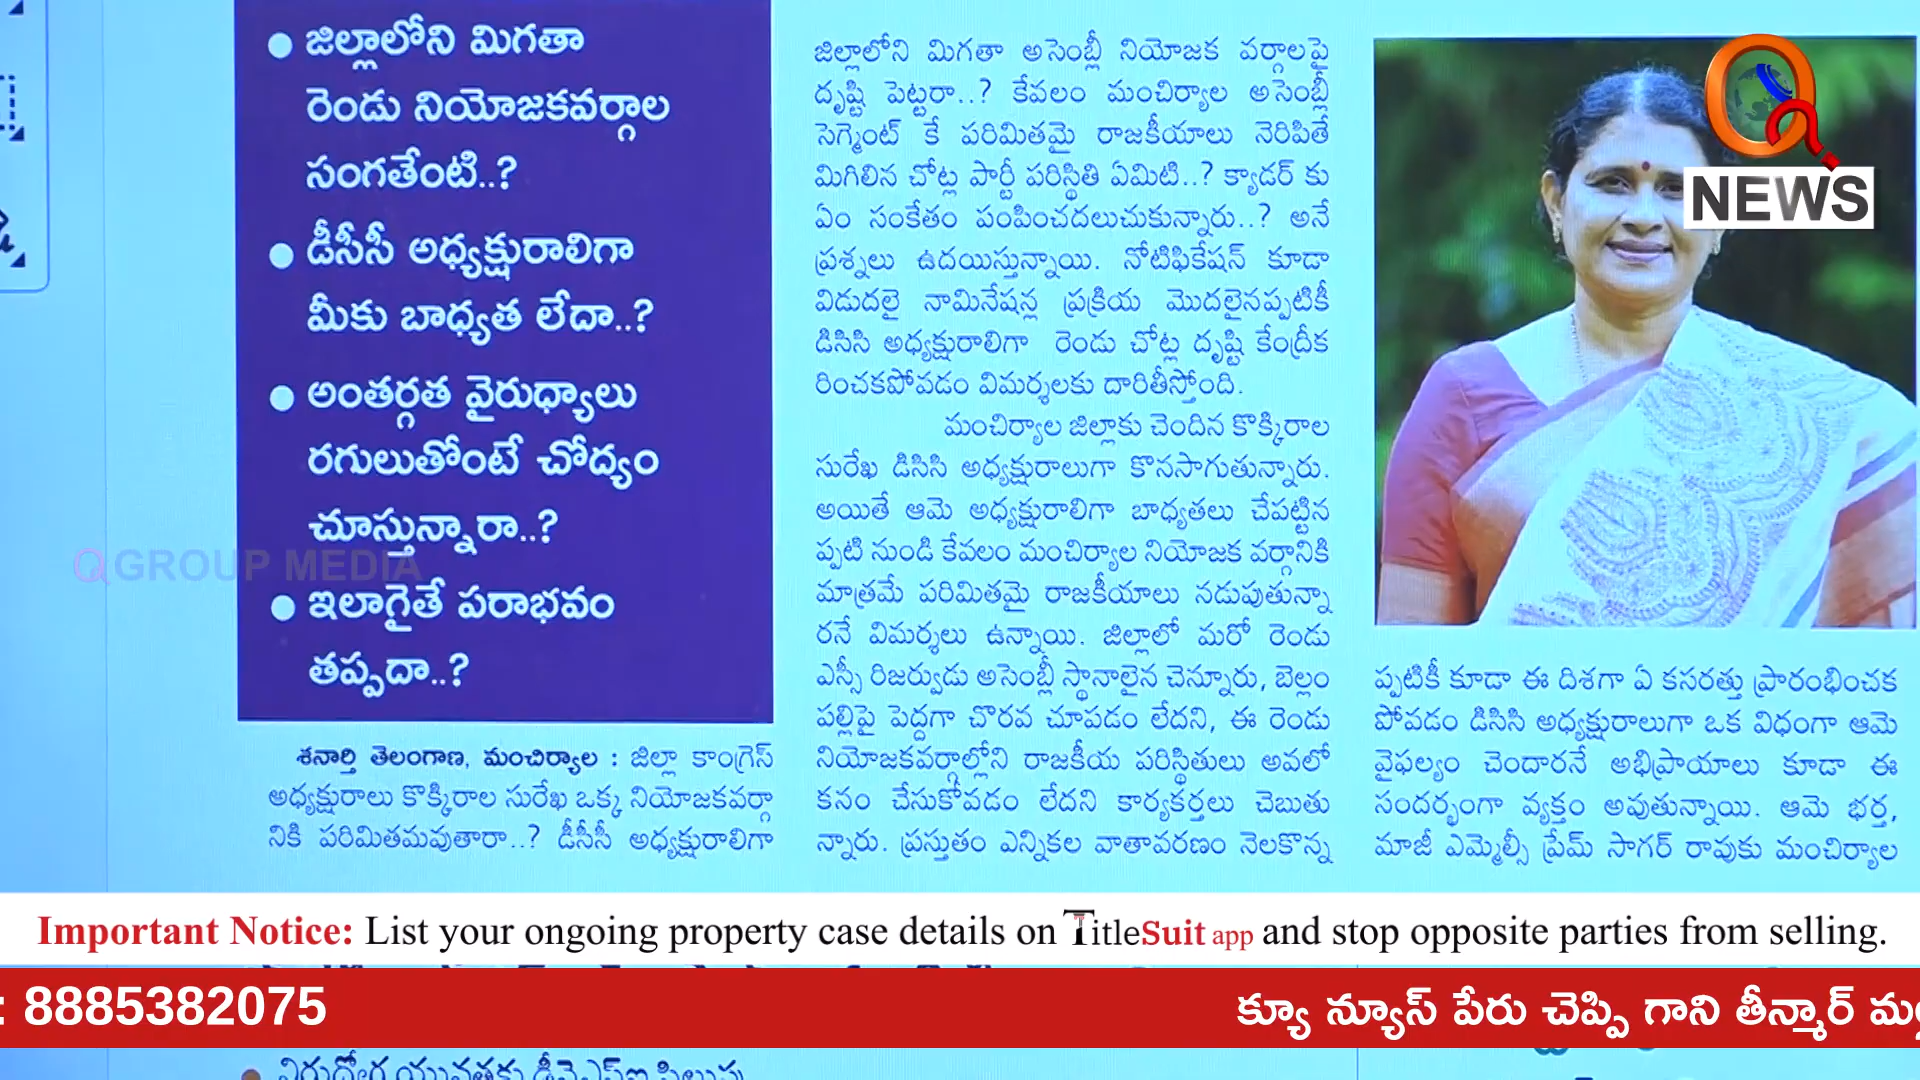 ● జిల్లాలోని మిగతా
రెండు నియోజకవర్గాల
సంగతేంటి..?
● డీసీసీ అధ్యక్షురాలిగా
మీకు బాధ్యత లేదా..?
● అంతర్గత వైరుధ్యాలు
రగులుతోంటే చోద్యం
చూస్తున్నారా..?
● ఇలాగైతే పరాభవం
తప్పదా..?
శనార్తి తెలంగాణ, మంచిర్యాల : జిల్లా కాంగ్రెస్
అధ్యక్షురాలు కొక్కిరాల సురేఖ ఒక్క నియోజకవర్గా
నికి పరిమితమవుతారా..? డీసీసీ అధ్యక్షురాలిగా
జిల్లాలోని మిగతా అసెంబ్లీ నియోజక వర్గాలపై
దృష్టి పెట్టరా..? కేవలం మంచిర్యాల అసెంబ్లీ
సెగ్మెంట్ కే పరిమితమై రాజకీయాలు నెరిపితే
మిగిలిన చోట్ల పార్టీ పరిస్థితి ఏమిటి..? క్యాడర్ కు
ఏం సంకేతం పంపించదలుచుకున్నారు..? అనే
ప్రశ్నలు ఉదయిస్తున్నాయి. నోటిఫికేషన్ కూడా
విడుదలై నామినేషన్ల ప్రక్రియ మొదలైనప్పటికీ
డిసిసి అధ్యక్షురాలిగా రెండు చోట్ల దృష్టి కేంద్రీక
రించకపోవడం విమర్శలకు దారితీస్తోంది.
మంచిర్యాల జిల్లాకు చెందిన కొక్కిరాల
సురేఖ డిసిసి అధ్యక్షురాలుగా కొనసాగుతున్నారు.
అయితే ఆమె అధ్యక్షురాలిగా బాధ్యతలు చేపట్టిన
ప్పటి నుండి కేవలం మంచిర్యాల నియోజక వర్గానికి
మాత్రమే పరిమితమై రాజకీయాలు నడుపుతున్నా
రనే విమర్శలు ఉన్నాయి. జిల్లాలో మరో రెండు
ఎస్సీ రిజర్వుడు అసెంబ్లీ స్థానాలైన చెన్నూరు, బెల్లం
పల్లిపై పెద్దగా చొరవ చూపడం లేదని, ఈ రెండు
నియోజకవర్గాల్లోని రాజకీయ పరిస్థితులు అవలో
కనం చేసుకోవడం లేదని కార్యకర్తలు చెబుతు
న్నారు. ప్రస్తుతం ఎన్నికల వాతావరణం నెలకొన్న
ప్పటికీ కూడా ఈ దిశగా ఏ కసరత్తు ప్రారంభించక
పోవడం డిసిసి అధ్యక్షురాలుగా ఒక విధంగా ఆమె
వైఫల్యం చెందారనే అభిప్రాయాలు కూడా ఈ
సందర్భంగా వ్యక్తం అవుతున్నాయి. ఆమె భర్త,
మాజీ ఎమ్మెల్సీ ప్రేమ్ సాగర్ రావుకు మంచిర్యాల
Q NEWS
Q GROUP MEDIA
Important Notice: List your ongoing property case details on TitleSuit app and stop opposite parties from selling.
: 8885382075 క్యూ న్యూస్ పేరు చెప్పి గాని తీన్మార్